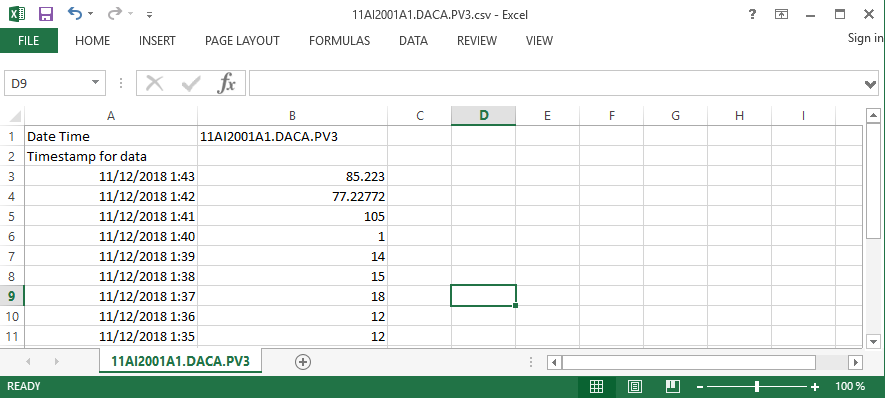 11AI2001A1.DACA.PV3.csv - Excel ?
FILE HOME INSERT PAGE LAYOUT FORMULAS DATA REVIEW VIEW Sign in
D9 fx
A B C D E F G H I
1 Date Time 11AI2001A1.DACA.PV3
2 Timestamp for data
3 11/12/2018 1:43 85.223
4 11/12/2018 1:42 77.22772
5 11/12/2018 1:41 105
6 11/12/2018 1:40 1
7 11/12/2018 1:39 14
8 11/12/2018 1:38 15
9 11/12/2018 1:37 18
10 11/12/2018 1:36 12
11 11/12/2018 1:35 12
11AI2001A1.DACA.PV3
READY 100 %